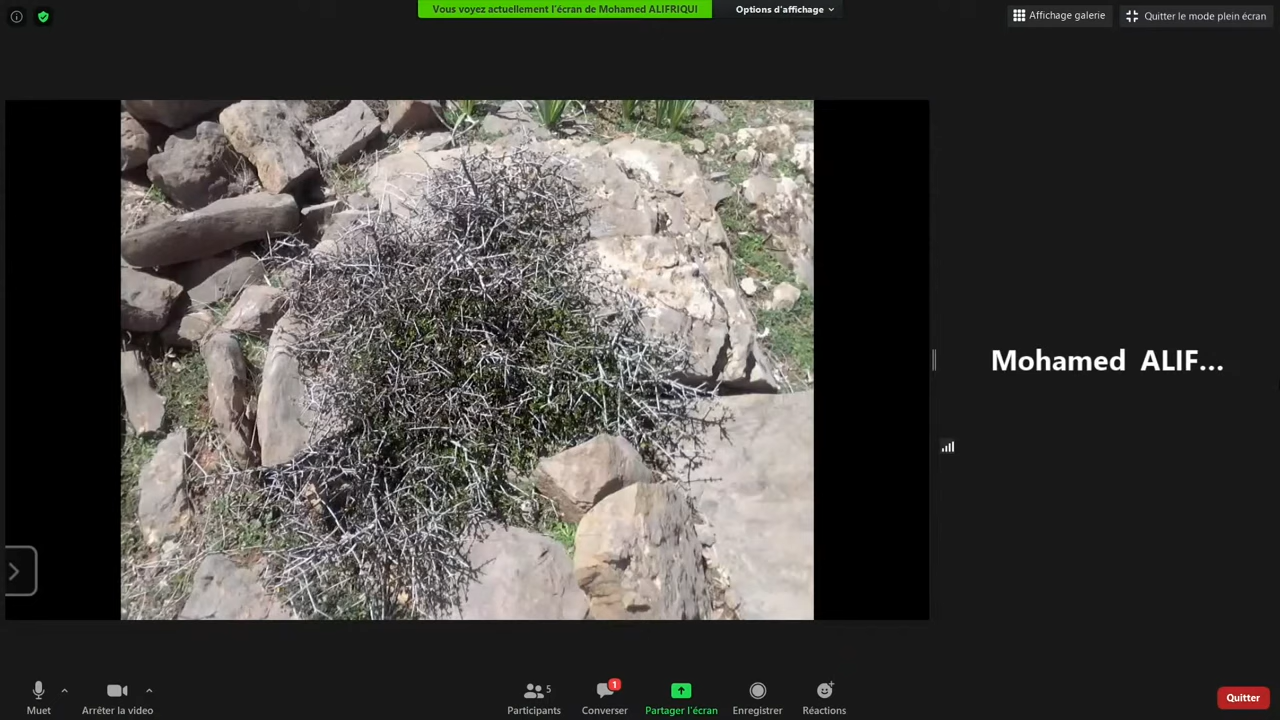 Vous voyez actuellement l'écran de Mohamed ALIFRIQUI
Options d'affichage
Affichage galerie
Quitter le mode plein écran
Mohamed ALIF...
Muet
Arrêter la video
5
Participants
1
Converser
Partager l'écran
Enregistrer
Réactions
Quitter